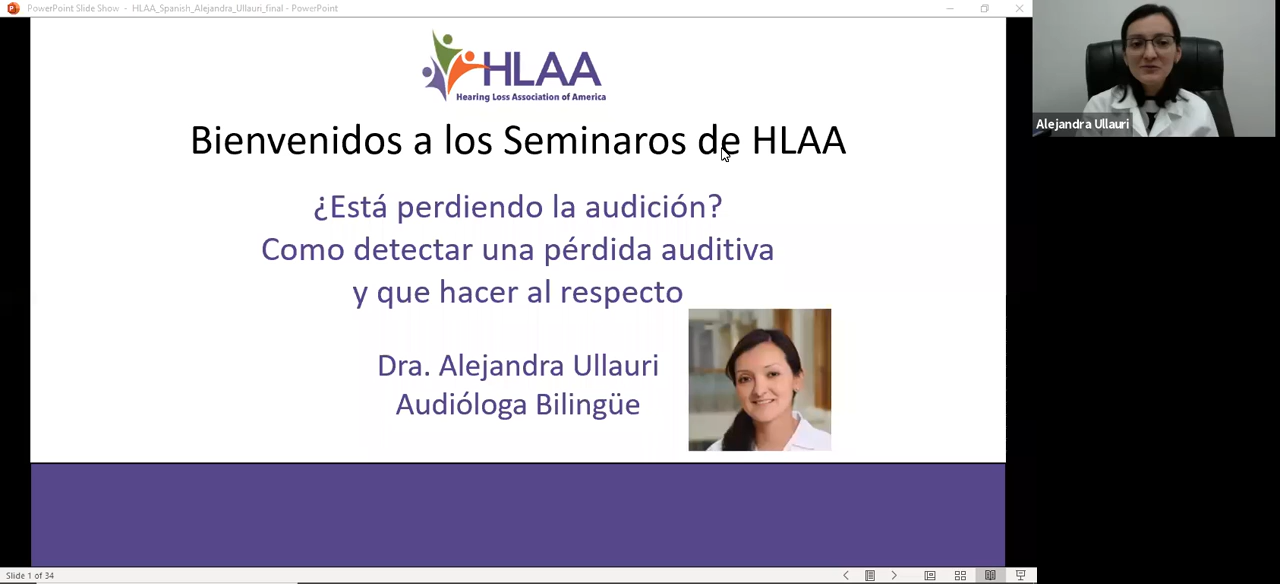 PowerPoint Slide Show - HLAA_Spanish_Alejandra_Ullauri_final - PowerPoint
HLAA
Hearing Loss Association of America
Alejandra Ullauri
Bienvenidos a los Seminaros de HLAA
¿Está perdiendo la audición?
Como detectar una pérdida auditiva
y que hacer al respecto
Dra. Alejandra Ullauri
Audióloga Bilingüe
Slide 1 of 34